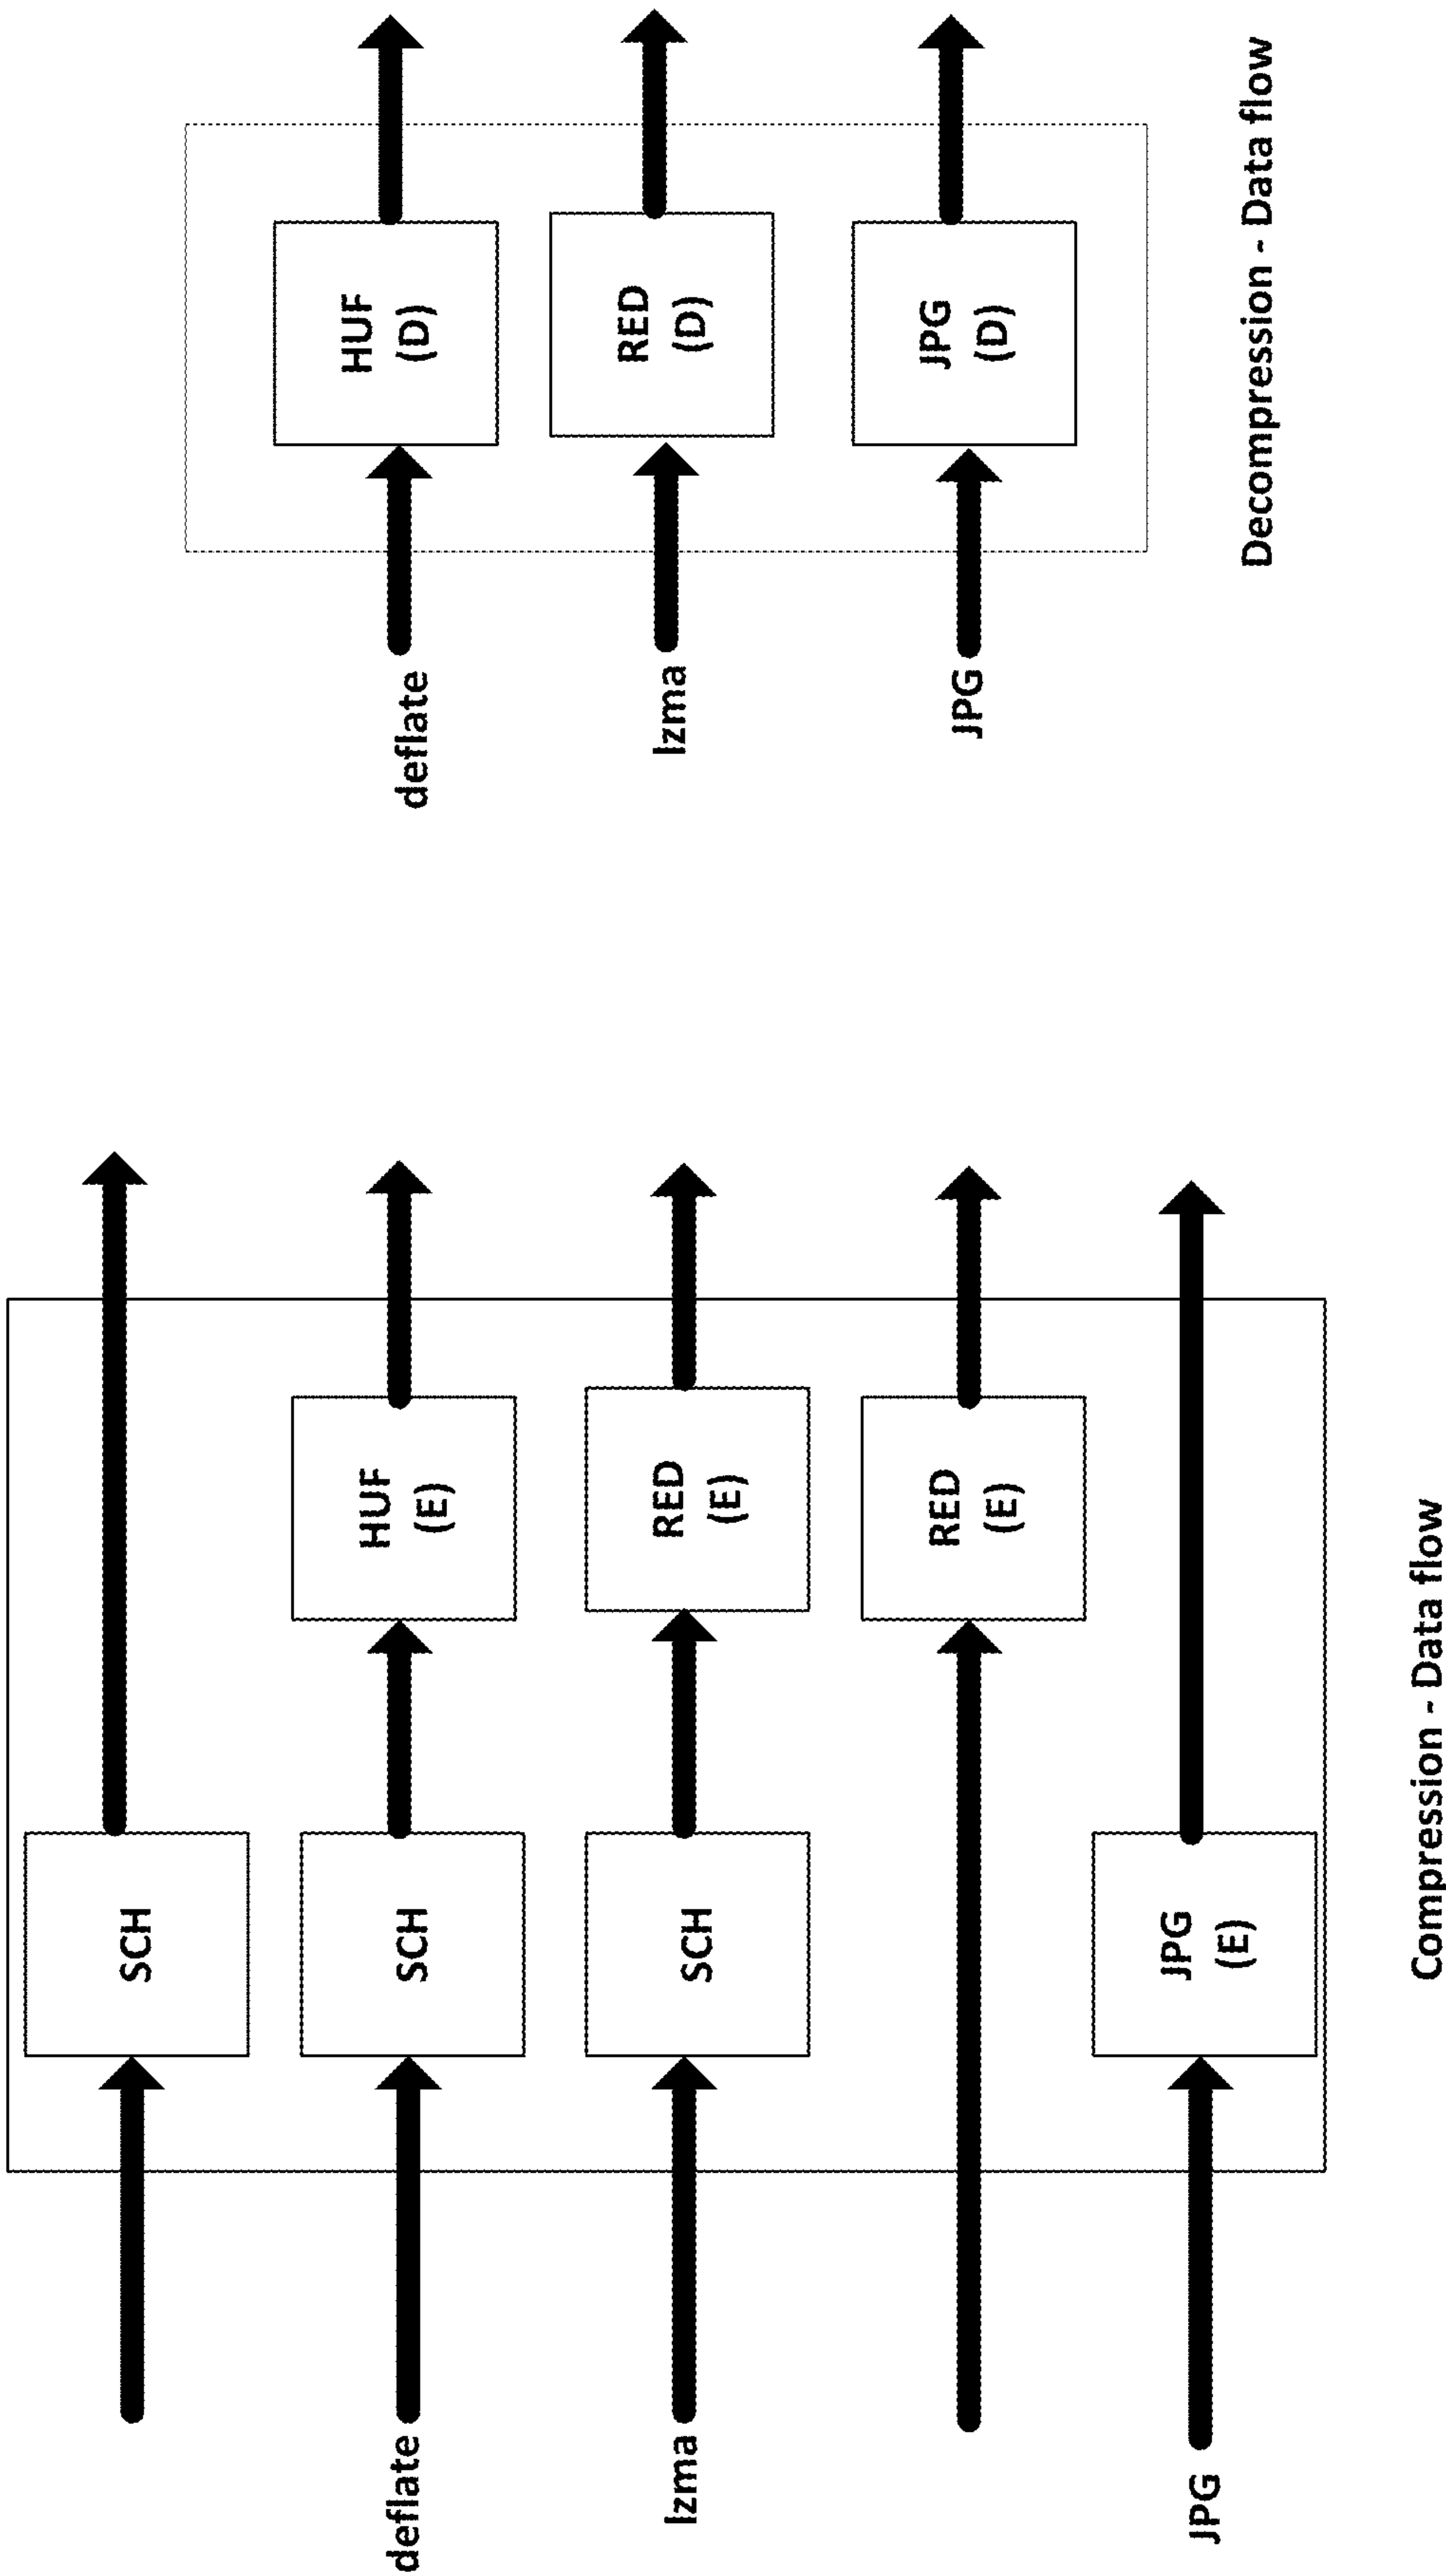 SCH
deflate
SCH
HUF
(E)
lzma
SCH
RED
(E)
RED
(E)
JPG
JPG
(E)
Compression - Data flow
deflate
HUF
(D)
lzma
RED
(D)
JPG
JPG
(D)
Decompression - Data flow